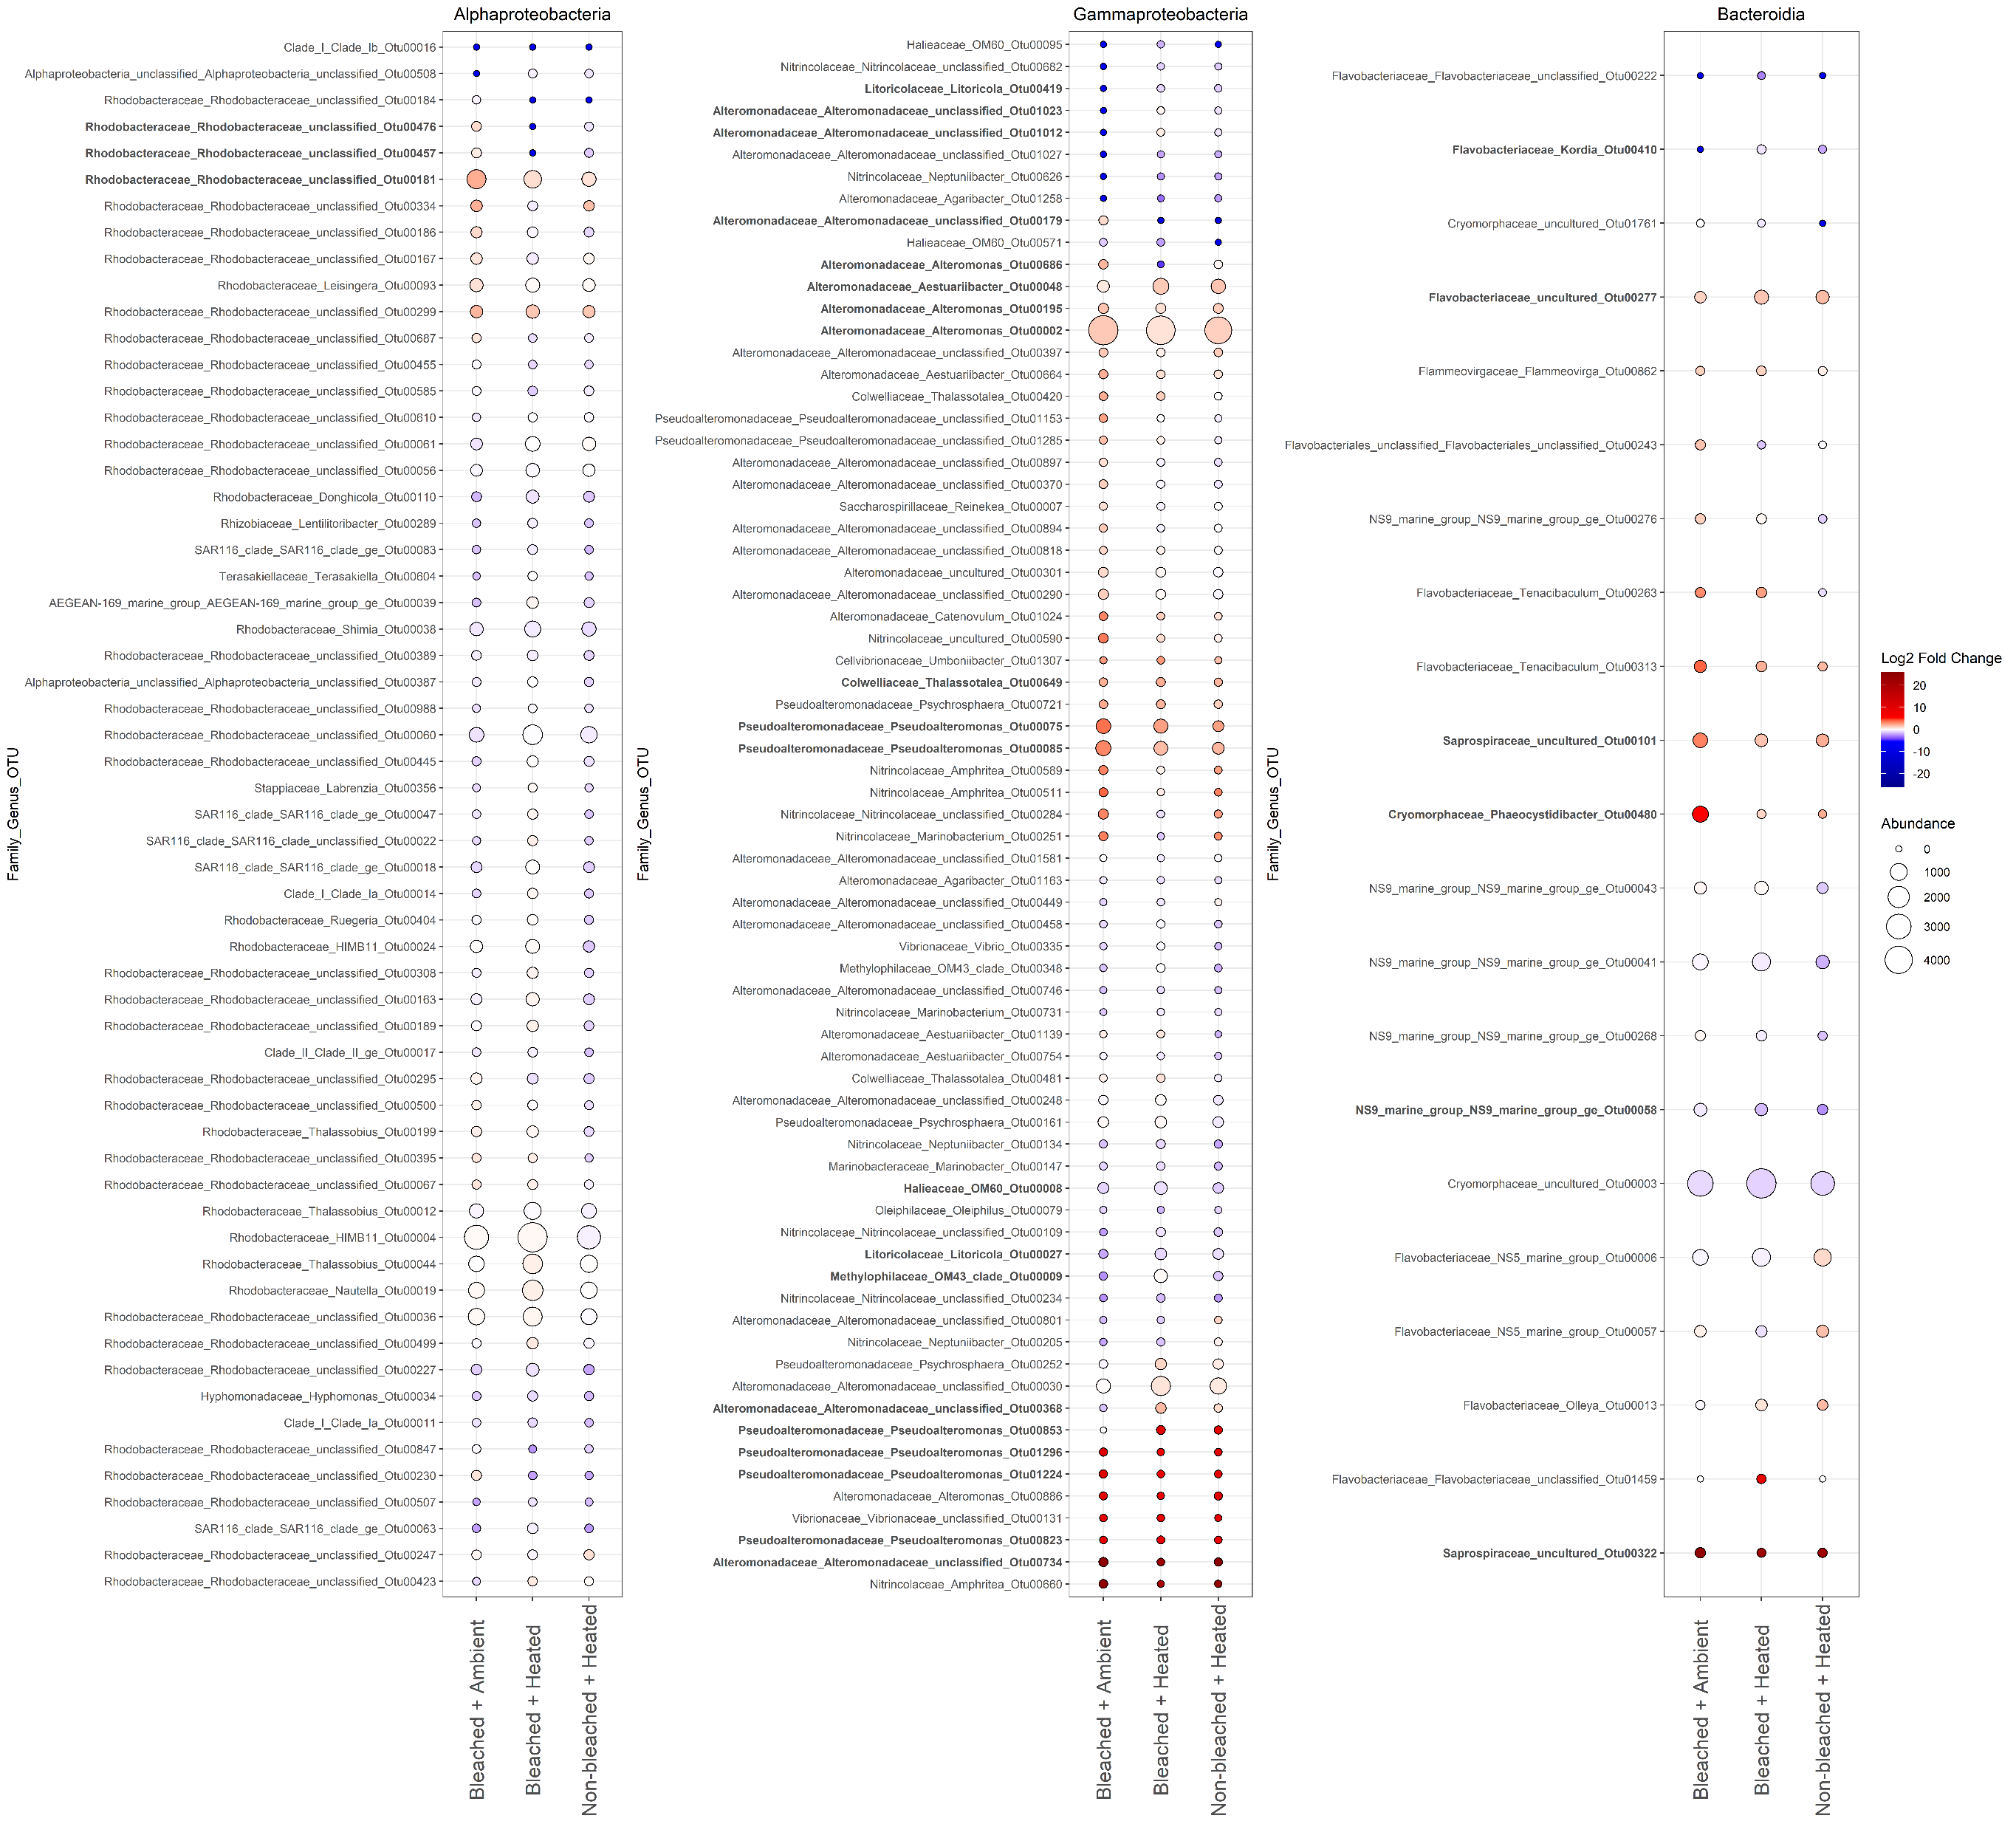 Alphaproteobacteria
Family_Genus_OTU
Clade_I_Clade_Ib_Otu00016
Alphaproteobacteria_unclassified_Alphaproteobacteria_unclassified_Otu00508
Rhodobacteraceae_Rhodobacteraceae_unclassified_Otu00184
Rhodobacteraceae_Rhodobacteraceae_unclassified_Otu00476
Rhodobacteraceae_Rhodobacteraceae_unclassified_Otu00457
Rhodobacteraceae_Rhodobacteraceae_unclassified_Otu00181
Rhodobacteraceae_Rhodobacteraceae_unclassified_Otu00334
Rhodobacteraceae_Rhodobacteraceae_unclassified_Otu00186
Rhodobacteraceae_Rhodobacteraceae_unclassified_Otu00167
Rhodobacteraceae_Leisingera_Otu00093
Rhodobacteraceae_Rhodobacteraceae_unclassified_Otu00299
Rhodobacteraceae_Rhodobacteraceae_unclassified_Otu00687
Rhodobacteraceae_Rhodobacteraceae_unclassified_Otu00455
Rhodobacteraceae_Rhodobacteraceae_unclassified_Otu00585
Rhodobacteraceae_Rhodobacteraceae_unclassified_Otu00610
Rhodobacteraceae_Rhodobacteraceae_unclassified_Otu00061
Rhodobacteraceae_Rhodobacteraceae_unclassified_Otu00056
Rhodobacteraceae_Donghicola_Otu00110
Rhizobiaceae_Lentilitoribacter_Otu00289
SAR116_clade_SAR116_clade_ge_Otu00083
Terasakiellaceae_Terasakiella_Otu00604
AEGEAN-169_marine_group_AEGEAN-169_marine_group_ge_Otu00039
Rhodobacteraceae_Shimia_Otu00038
Rhodobacteraceae_Rhodobacteraceae_unclassified_Otu00389
Alphaproteobacteria_unclassified_Alphaproteobacteria_unclassified_Otu00387
Rhodobacteraceae_Rhodobacteraceae_unclassified_Otu00988
Rhodobacteraceae_Rhodobacteraceae_unclassified_Otu00060
Rhodobacteraceae_Rhodobacteraceae_unclassified_Otu00445
Stappiaceae_Labrenzia_Otu00356
SAR116_clade_SAR116_clade_ge_Otu00047
SAR116_clade_SAR116_clade_unclassified_Otu00022
SAR116_clade_SAR116_clade_ge_Otu00018
Clade_I_Clade_Ia_Otu00014
Rhodobacteraceae_Ruegeria_Otu00404
Rhodobacteraceae_HIMB11_Otu00024
Rhodobacteraceae_Rhodobacteraceae_unclassified_Otu00308
Rhodobacteraceae_Rhodobacteraceae_unclassified_Otu00163
Rhodobacteraceae_Rhodobacteraceae_unclassified_Otu00189
Clade_II_Clade_II_ge_Otu00017
Rhodobacteraceae_Rhodobacteraceae_unclassified_Otu00295
Rhodobacteraceae_Rhodobacteraceae_unclassified_Otu00500
Rhodobacteraceae_Thalassobius_Otu00199
Rhodobacteraceae_Rhodobacteraceae_unclassified_Otu00395
Rhodobacteraceae_Rhodobacteraceae_unclassified_Otu00067
Rhodobacteraceae_Thalassobius_Otu00012
Rhodobacteraceae_HIMB11_Otu00004
Rhodobacteraceae_Thalassobius_Otu00044
Rhodobacteraceae_Nautella_Otu00019
Rhodobacteraceae_Rhodobacteraceae_unclassified_Otu00036
Rhodobacteraceae_Rhodobacteraceae_unclassified_Otu00499
Rhodobacteraceae_Rhodobacteraceae_unclassified_Otu00227
Hyphomonadaceae_Hyphomonas_Otu00034
Clade_I_Clade_Ia_Otu00011
Rhodobacteraceae_Rhodobacteraceae_unclassified_Otu00847
Rhodobacteraceae_Rhodobacteraceae_unclassified_Otu00230
Rhodobacteraceae_Rhodobacteraceae_unclassified_Otu00507
SAR116_clade_SAR116_clade_ge_Otu00063
Rhodobacteraceae_Rhodobacteraceae_unclassified_Otu00247
Rhodobacteraceae_Rhodobacteraceae_unclassified_Otu00423
Bleached + Ambient
Bleached + Heated
Non-bleached + Heated
Gammaproteobacteria
Family_Genus_OTU
Halieaceae_OM60_Otu00095
Nitrincolaceae_Nitrincolaceae_unclassified_Otu00682
Litoricolaceae_Litoricola_Otu00419
Alteromonadaceae_Alteromonadaceae_unclassified_Otu01023
Alteromonadaceae_Alteromonadaceae_unclassified_Otu01012
Alteromonadaceae_Alteromonadaceae_unclassified_Otu01027
Nitrincolaceae_Neptuniibacter_Otu00626
Alteromonadaceae_Agaribacter_Otu01258
Alteromonadaceae_Alteromonadaceae_unclassified_Otu00179
Halieaceae_OM60_Otu00571
Alteromonadaceae_Alteromonas_Otu00686
Alteromonadaceae_Aestuariibacter_Otu00048
Alteromonadaceae_Alteromonas_Otu00195
Alteromonadaceae_Alteromonas_Otu00002
Alteromonadaceae_Alteromonadaceae_unclassified_Otu00397
Alteromonadaceae_Aestuariibacter_Otu00664
Colwelliaceae_Thalassotalea_Otu00420
Pseudoalteromonadaceae_Pseudoalteromonadaceae_unclassified_Otu01153
Pseudoalteromonadaceae_Pseudoalteromonadaceae_unclassified_Otu01285
Alteromonadaceae_Alteromonadaceae_unclassified_Otu00897
Alteromonadaceae_Alteromonadaceae_unclassified_Otu00370
Saccharospirillaceae_Reinekea_Otu00007
Alteromonadaceae_Alteromonadaceae_unclassified_Otu00894
Alteromonadaceae_Alteromonadaceae_unclassified_Otu00818
Alteromonadaceae_uncultured_Otu00301
Alteromonadaceae_Alteromonadaceae_unclassified_Otu00290
Alteromonadaceae_Catenovulum_Otu01024
Nitrincolaceae_uncultured_Otu00590
Cellvibrionaceae_Umboniibacter_Otu01307
Colwelliaceae_Thalassotalea_Otu00649
Pseudoalteromonadaceae_Psychrosphaera_Otu00721
Pseudoalteromonadaceae_Pseudoalteromonas_Otu00075
Pseudoalteromonadaceae_Pseudoalteromonas_Otu00085
Nitrincolaceae_Amphritea_Otu00589
Nitrincolaceae_Amphritea_Otu00511
Nitrincolaceae_Nitrincolaceae_unclassified_Otu00284
Nitrincolaceae_Marinobacterium_Otu00251
Alteromonadaceae_Alteromonadaceae_unclassified_Otu01581
Alteromonadaceae_Agaribacter_Otu01163
Alteromonadaceae_Alteromonadaceae_unclassified_Otu00449
Alteromonadaceae_Alteromonadaceae_unclassified_Otu00458
Vibrionaceae_Vibrio_Otu00335
Methylophilaceae_OM43_clade_Otu00348
Alteromonadaceae_Alteromonadaceae_unclassified_Otu00746
Nitrincolaceae_Marinobacterium_Otu00731
Alteromonadaceae_Aestuariibacter_Otu01139
Alteromonadaceae_Aestuariibacter_Otu00754
Colwelliaceae_Thalassotalea_Otu00481
Alteromonadaceae_Alteromonadaceae_unclassified_Otu00248
Pseudoalteromonadaceae_Psychrosphaera_Otu00161
Nitrincolaceae_Neptuniibacter_Otu00134
Marinobacteraceae_Marinobacter_Otu00147
Halieaceae_OM60_Otu00008
Oleiphilaceae_Oleiphilus_Otu00079
Nitrincolaceae_Nitrincolaceae_unclassified_Otu00109
Litoricolaceae_Litoricola_Otu00027
Methylophilaceae_OM43_clade_Otu00009
Nitrincolaceae_Nitrincolaceae_unclassified_Otu00234
Alteromonadaceae_Alteromonadaceae_unclassified_Otu00801
Nitrincolaceae_Neptuniibacter_Otu00205
Pseudoalteromonadaceae_Psychrosphaera_Otu00252
Alteromonadaceae_Alteromonadaceae_unclassified_Otu00030
Alteromonadaceae_Alteromonadaceae_unclassified_Otu00368
Pseudoalteromonadaceae_Pseudoalteromonas_Otu00853
Pseudoalteromonadaceae_Pseudoalteromonas_Otu01296
Pseudoalteromonadaceae_Pseudoalteromonas_Otu01224
Alteromonadaceae_Alteromonas_Otu00886
Vibrionaceae_Vibrionaceae_unclassified_Otu00131
Pseudoalteromonadaceae_Pseudoalteromonas_Otu00823
Alteromonadaceae_Alteromonadaceae_unclassified_Otu00734
Nitrincolaceae_Amphritea_Otu00660
Bleached + Ambient
Bleached + Heated
Non-bleached + Heated
Bacteroidia
Family_Genus_OTU
Flavobacteriaceae_Flavobacteriaceae_unclassified_Otu00222
Flavobacteriaceae_Kordia_Otu00410
Cryomorphaceae_uncultured_Otu01761
Flavobacteriaceae_uncultured_Otu00277
Flammeovirgaceae_Flammeovirga_Otu00862
Flavobacteriales_unclassified_Flavobacteriales_unclassified_Otu00243
NS9_marine_group_NS9_marine_group_ge_Otu00276
Flavobacteriaceae_Tenacibaculum_Otu00263
Flavobacteriaceae_Tenacibaculum_Otu00313
Saprospiraceae_uncultured_Otu00101
Cryomorphaceae_Phaeocystidibacter_Otu00480
NS9_marine_group_NS9_marine_group_ge_Otu00043
NS9_marine_group_NS9_marine_group_ge_Otu00041
NS9_marine_group_NS9_marine_group_ge_Otu00268
NS9_marine_group_NS9_marine_group_ge_Otu00058
Cryomorphaceae_uncultured_Otu00003
Flavobacteriaceae_NS5_marine_group_Otu00006
Flavobacteriaceae_NS5_marine_group_Otu00057
Flavobacteriaceae_Olleya_Otu00013
Flavobacteriaceae_Flavobacteriaceae_unclassified_Otu01459
Saprospiraceae_uncultured_Otu00322
Bleached + Ambient
Bleached + Heated
Non-bleached + Heated
Log2 Fold Change
20
10
0
-10
-20
Abundance
0
1000
2000
3000
4000